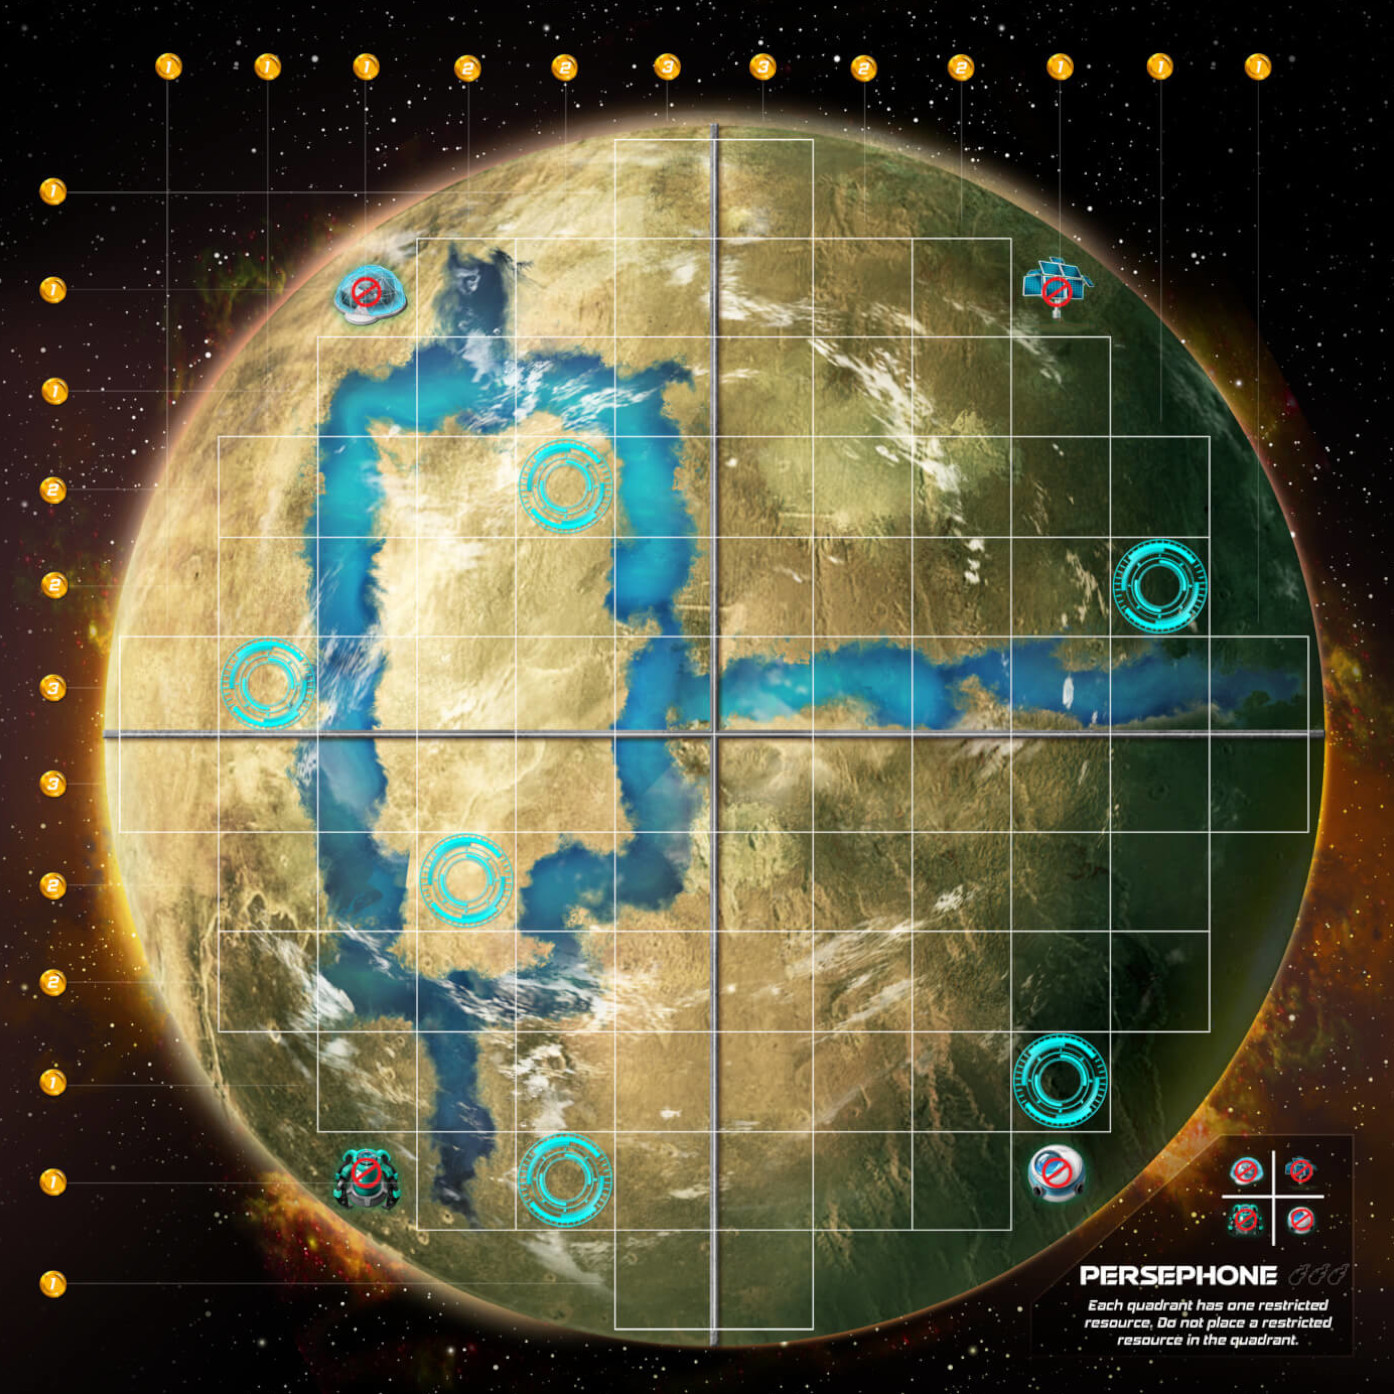 1 1 1 2 2 3 3 2 2 1 1 1
1
1
1
2
2
3
3
2
2
1
1
1
PERSEPHONE
Each quadrant has one restricted
resource. Do not place a restricted
resource in the quadrant.